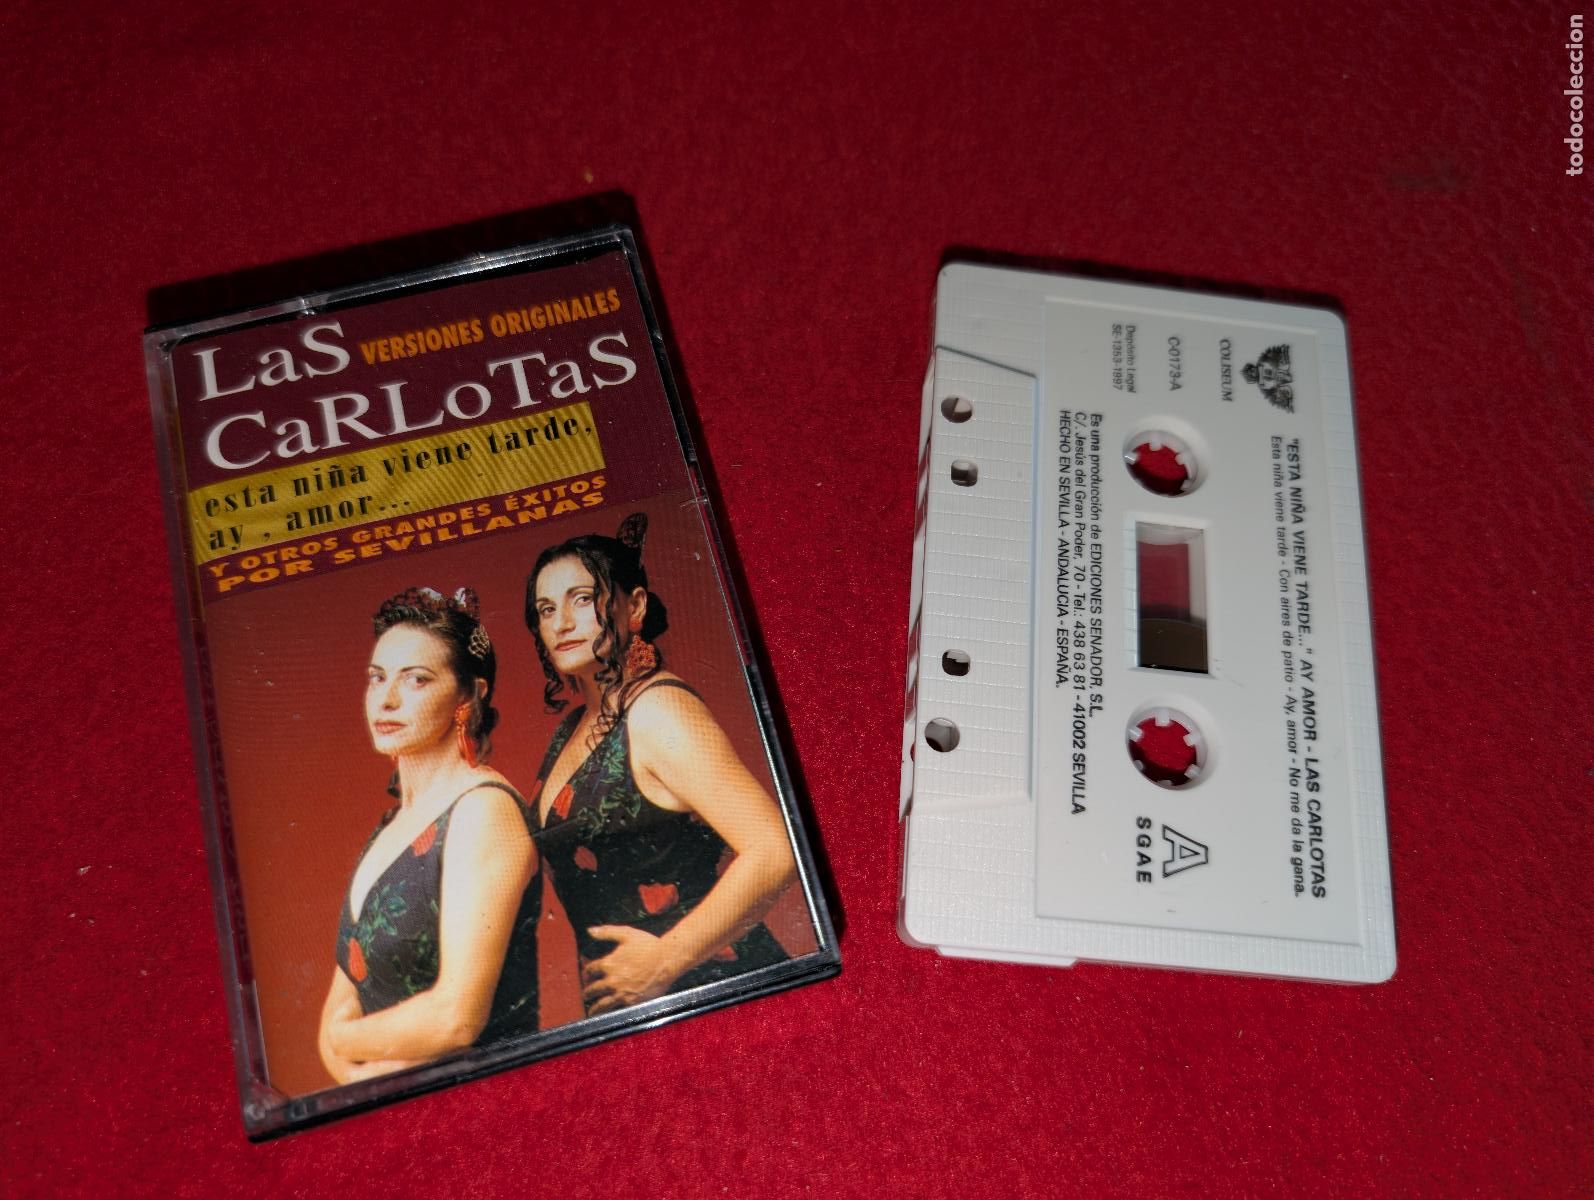 LaS VERSIONES ORIGINALES
CaRLoTaS
esta niña viene tarde,
ay , amor...
Y OTROS GRANDES ÉXITOS
POR SEVILLANAS
COLISEUM
C-0173-A
Depósito Legal
SE-1353-1997
"ESTA NIÑA VIENE TARDE..." AY AMOR - LAS CARLOTAS
Esta niña viene tarde - Con aires de patio - Ay, amor - No me da la gana.
A
SGAE
Es una producción de EDICIONES SENADOR, S.L.
C/. Jesús del Gran Poder, 70 - Tel.: 438 63 81 - 41002 SEVILLA
HECHO EN SEVILLA - ANDALUCIA - ESPAÑA.
todocoleccion